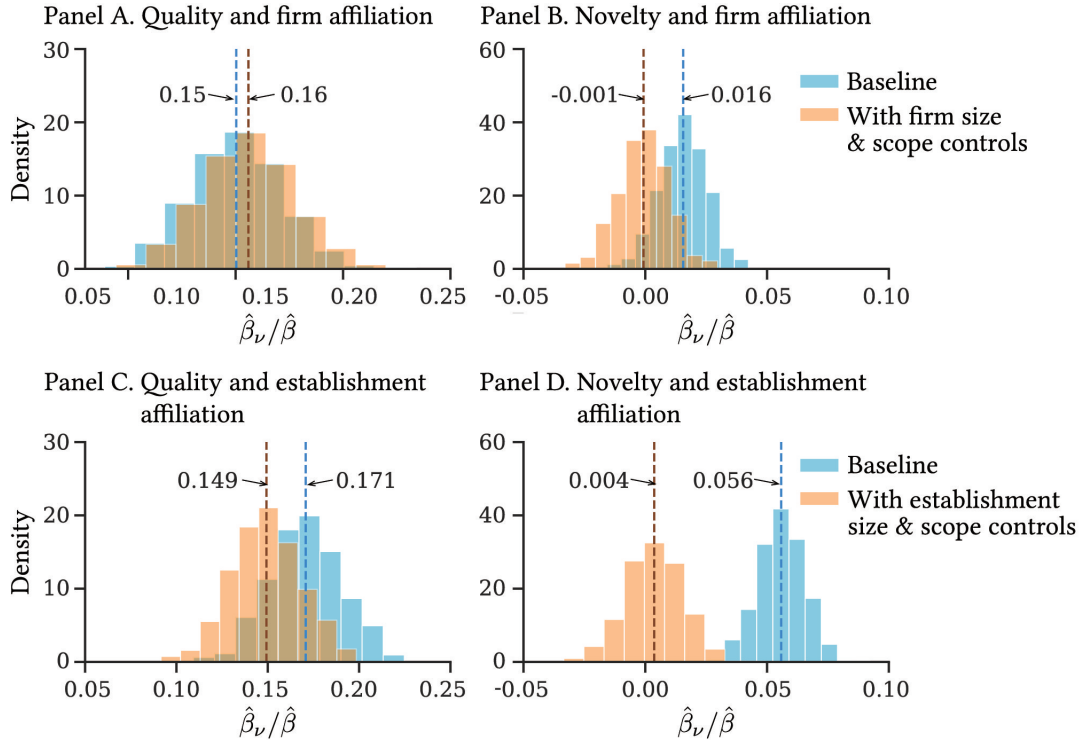 Panel A. Quality and firm affiliation
30
20
10
0
Density
0.15
0.16
0.05
0.10
0.15
0.20
0.25
β̂ν/β̂
Panel B. Novelty and firm affiliation
60
40
20
0
-0.001
0.016
-0.05
0.00
0.05
0.10
β̂ν/β̂
Baseline
With firm size
& scope controls
Panel C. Quality and establishment
affiliation
30
20
10
0
Density
0.149
0.171
0.05
0.10
0.15
0.20
0.25
β̂ν/β̂
Panel D. Novelty and establishment
affiliation
60
40
20
0
0.004
0.056
-0.05
0.00
0.05
0.10
β̂ν/β̂
Baseline
With establishment
size & scope controls